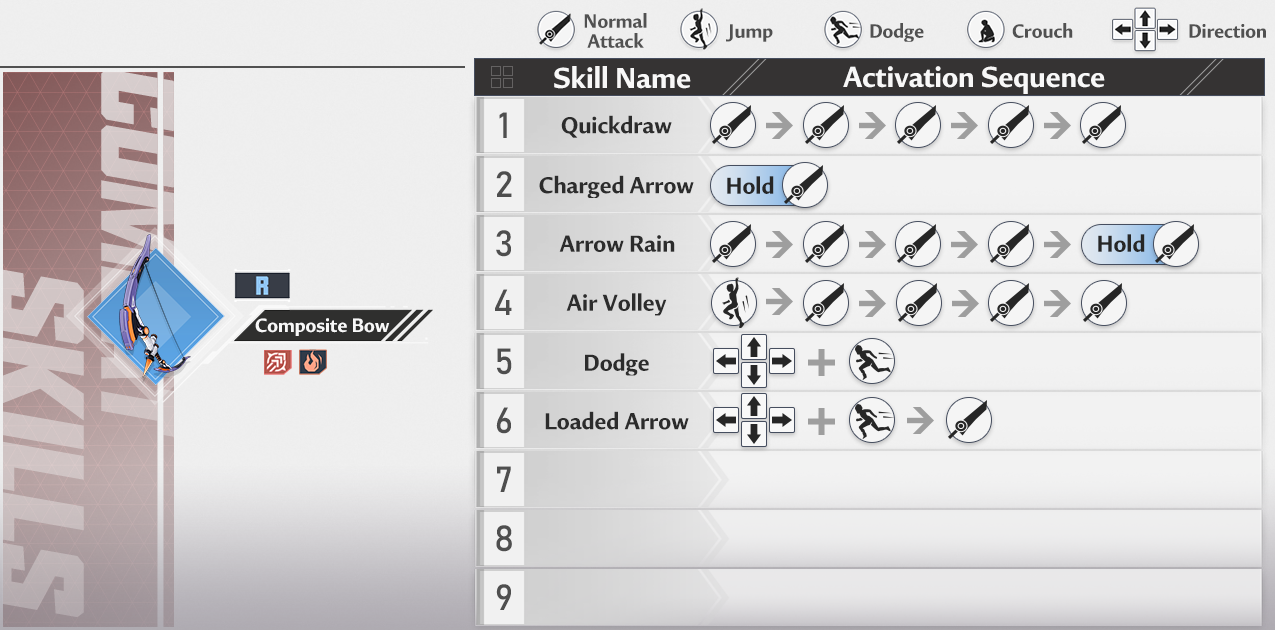 Normal
Attack
Jump
Dodge
Crouch
Direction
Skill Name
Activation Sequence
1
Quickdraw
2
Charged Arrow
Hold
3
Arrow Rain
Hold
4
Air Volley
5
Dodge
6
Loaded Arrow
7
8
9
SKILLS
R
Composite Bow